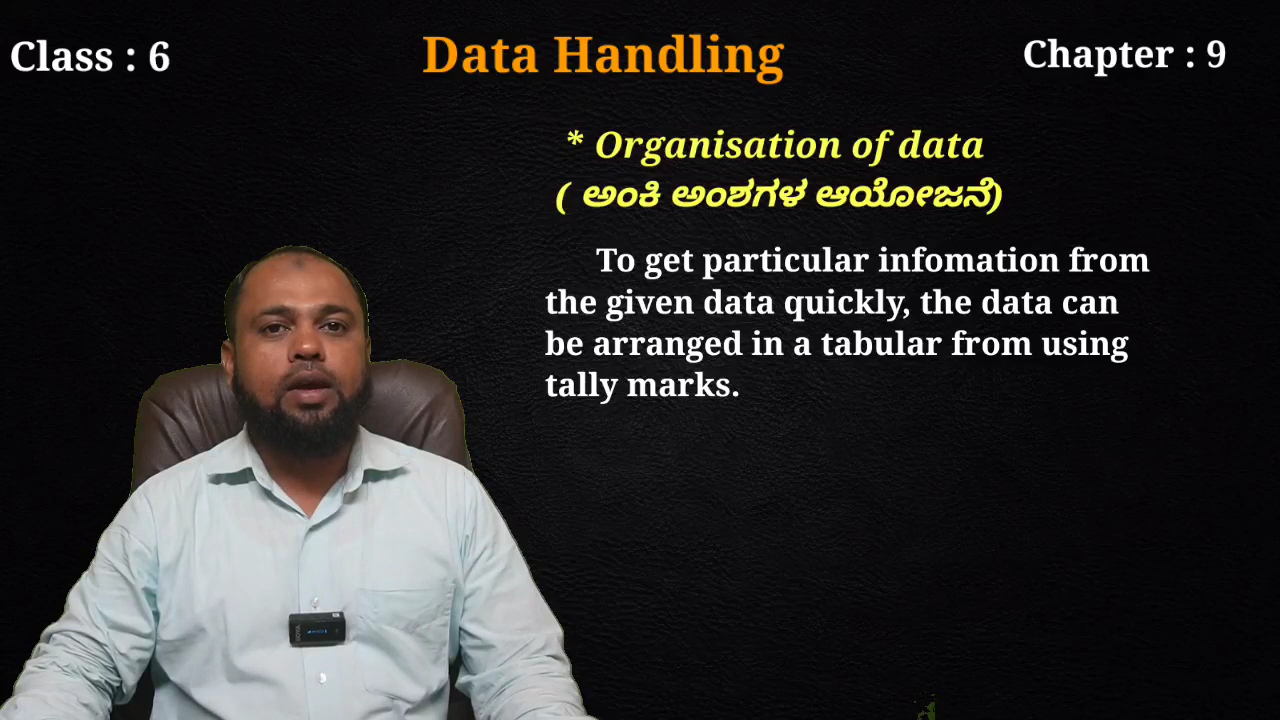 Class : 6
Data Handling
Chapter : 9
* Organisation of data
( ಅಂಕಿ ಅಂಶಗಳ ಆಯೋಜನೆ)
To get particular infomation from
the given data quickly, the data can
be arranged in a tabular from using
tally marks.